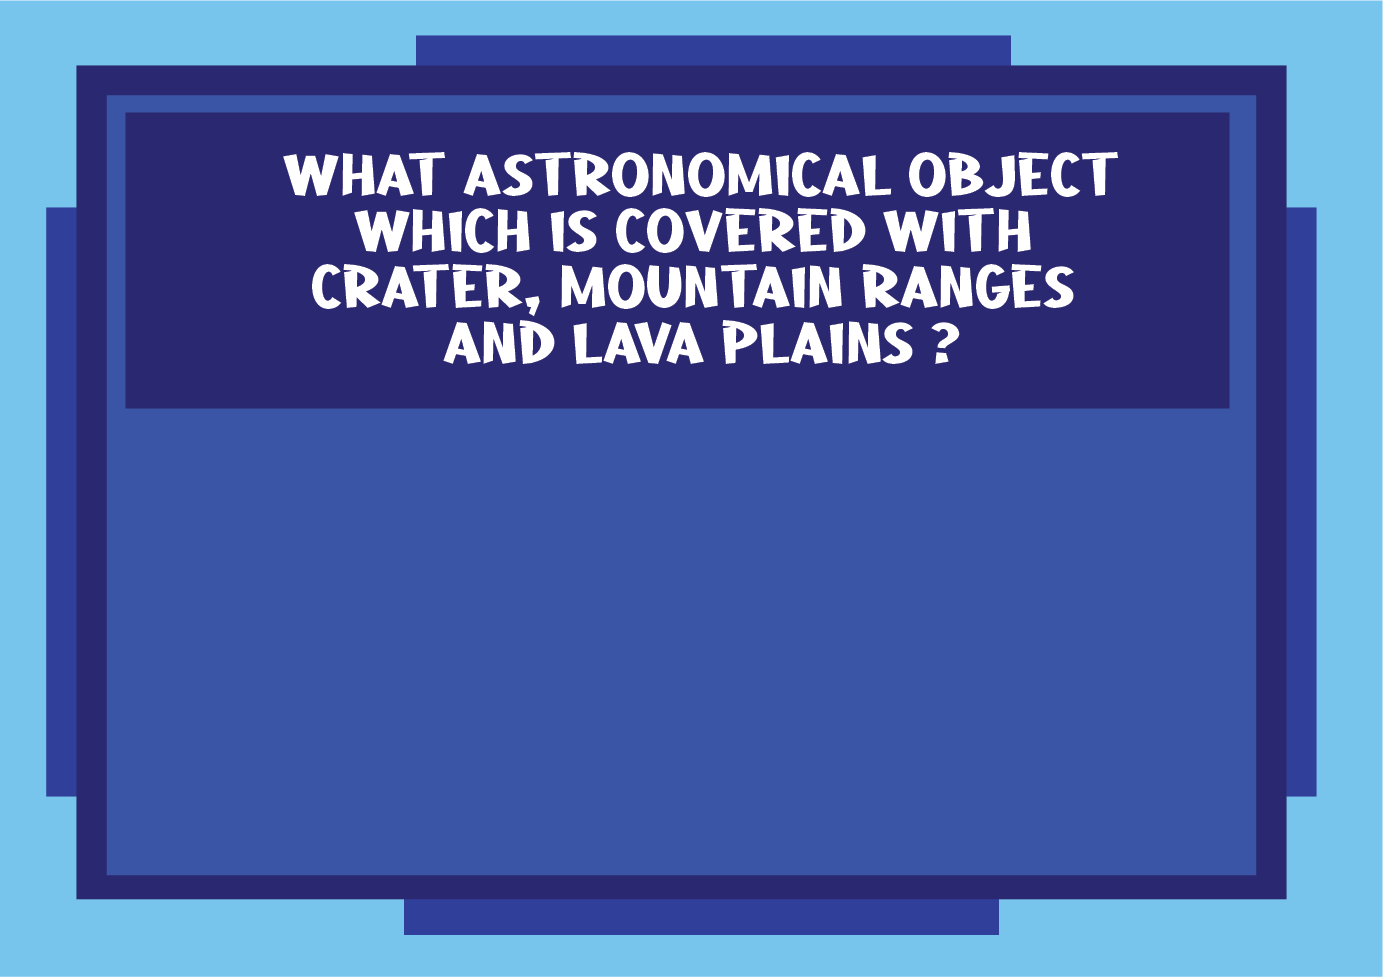 WHAT ASTRONOMICAL OBJECT
WHICH IS COVERED WITH
CRATER, MOUNTAIN RANGES
AND LAVA PLAINS ?